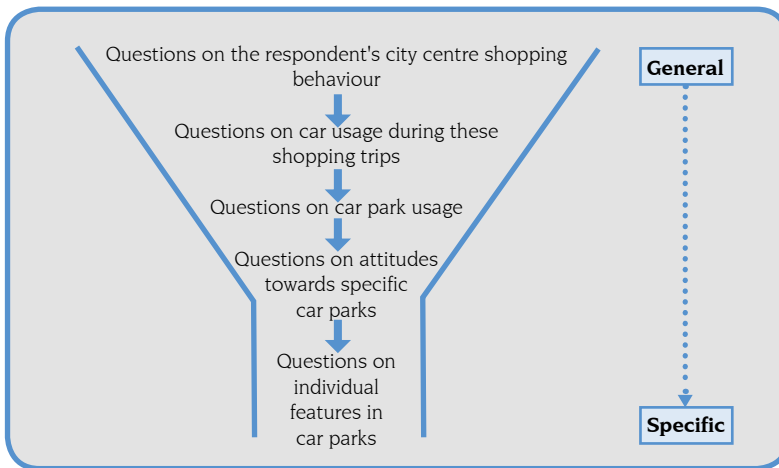 Questions on the respondent's city centre shopping
behaviour
General
Questions on car usage during these
shopping trips
Questions on car park usage
Questions on attitudes
towards specific
car parks
Questions on
individual
features in
car parks
Specific